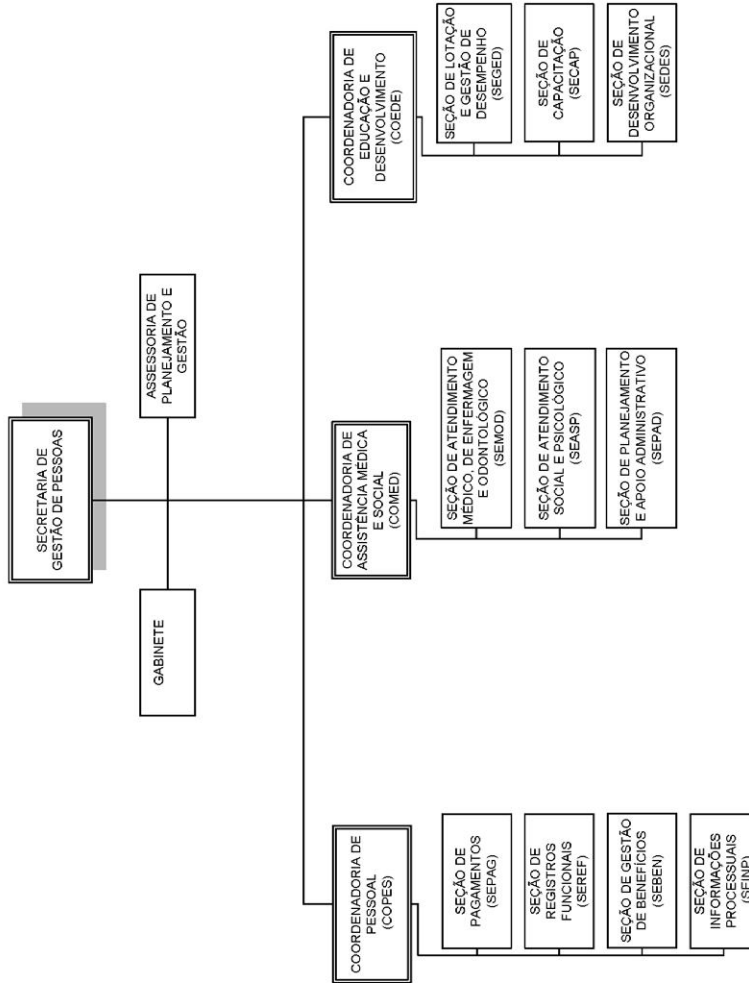 SECRETARIA DE
GESTÃO DE PESSOAS
GABINETE
ASSESSORIA DE
PLANEJAMENTO E
GESTÃO
COORDENADORIA DE
PESSOAL
(COPES)
SEÇÃO DE
PAGAMENTOS
(SEPAG)
SEÇÃO DE
REGISTROS
FUNCIONAIS
(SEREF)
SEÇÃO DE GESTÃO
DE BENEFÍCIOS
(SEBEN)
SEÇÃO DE
INFORMAÇÕES
PROCESSUAIS
(SEINP)
COORDENADORIA DE
ASSISTÊNCIA MÉDICA
E SOCIAL
(COMED)
SEÇÃO DE ATENDIMENTO
MÉDICO, DE ENFERMAGEM
E ODONTOLÓGICO
(SEMOD)
SEÇÃO DE ATENDIMENTO
SOCIAL E PSICOLÓGICO
(SEASP)
SEÇÃO DE PLANEJAMENTO
E APOIO ADMINISTRATIVO
(SEPAD)
COORDENADORIA DE
EDUCAÇÃO E
DESENVOLVIMENTO
(COEDE)
SEÇÃO DE LOTAÇÃO
E GESTÃO DE
DESEMPENHO
(SEGED)
SEÇÃO DE
CAPACITAÇÃO
(SECAP)
SEÇÃO DE
DESENVOLVIMENTO
ORGANIZACIONAL
(SEDES)